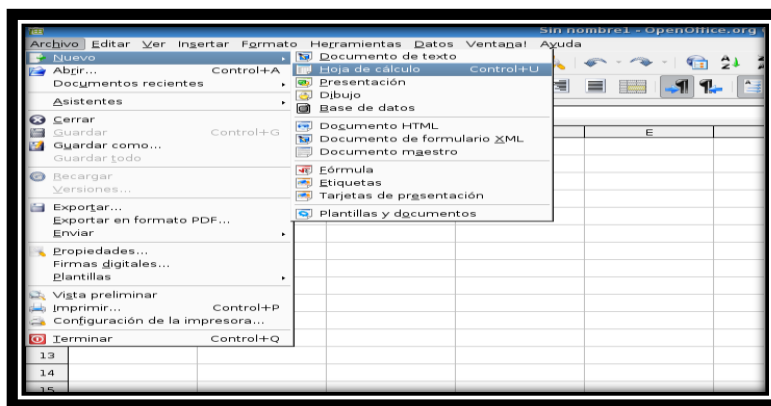 Sin nombre1 - OpenOffice.org
Archivo Editar Ver Insertar Formato Herramientas Datos Ventana! Ayuda
Nuevo
Abrir... Control+A
Documentos recientes
Asistentes
Cerrar
Guardar Control+G
Guardar como...
Guardar todo
Recargar
Versiones...
Exportar...
Exportar en formato PDF...
Enviar
Propiedades...
Firmas digitales...
Plantillas
Vista preliminar
Imprimir... Control+P
Configuración de la impresora...
Terminar Control+Q
Documento de texto
Hoja de cálculo Control+U
Presentación
Dibujo
Base de datos
Documento HTML
Documento de formulario XML
Documento maestro
Fórmula
Etiquetas
Tarjetas de presentación
Plantillas y documentos
E
13
14
15